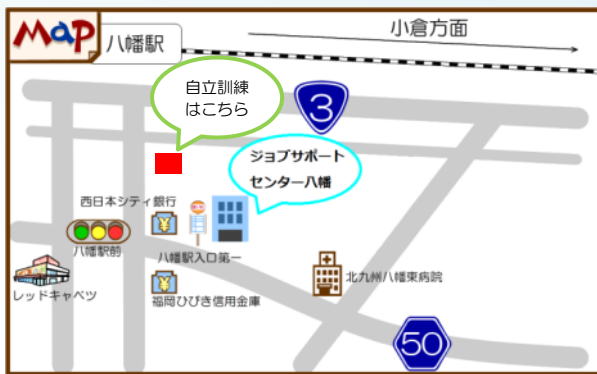 MaP
八幡駅
小倉方面
自立訓練
はこちら
3
ジョブサポート
センター八幡
西日本シティ銀行
八幡駅前
八幡駅入口第一
レッドキャベツ
福岡ひびき信用金庫
北九州八幡東病院
50